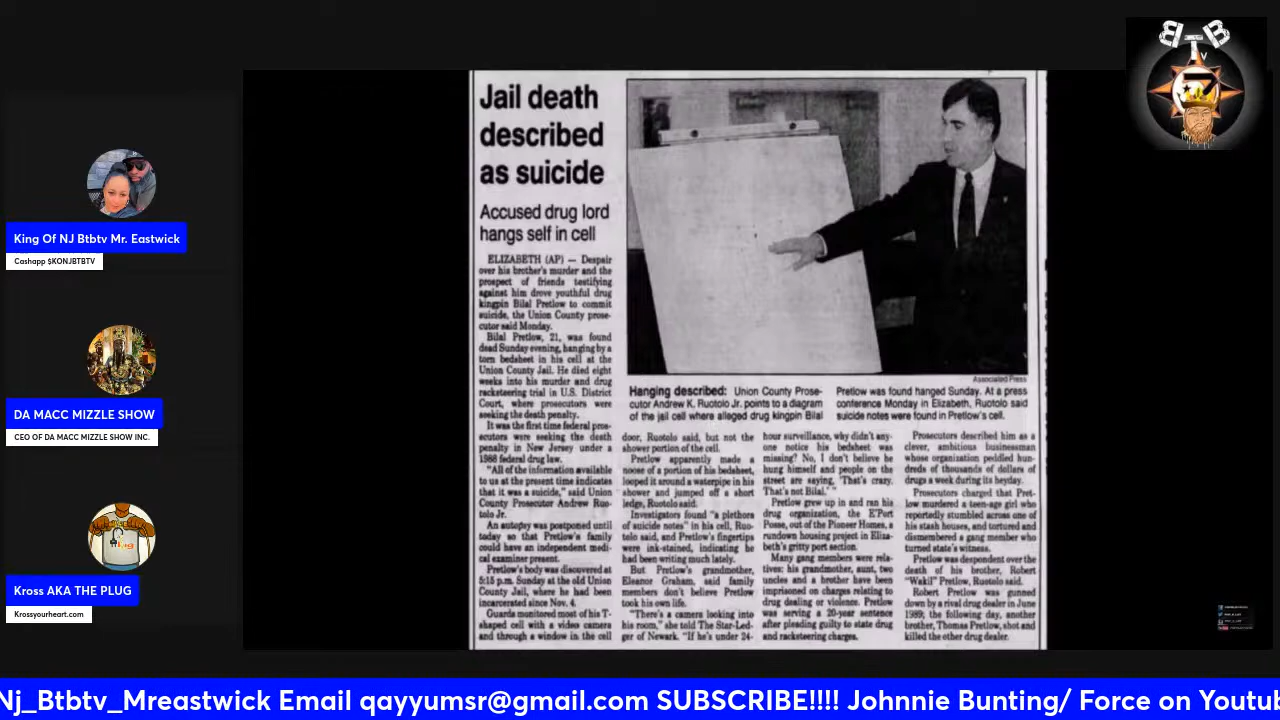 B T B
TV
King Of NJ Btbtv Mr. Eastwick
Cashapp $KONJBTBTV
DA MACC MIZZLE SHOW
CEO OF DA MACC MIZZLE SHOW INC.
Kross AKA THE PLUG
Krossyourheart.com
Jail death
described
as suicide
Accused drug lord
hangs self in cell
ELIZABETH (AP) — Despair
over his brother's murder and the
prospect of friends testifying
against him drove youthful drug
kingpin Bilal Pretlow to commit
suicide, the Union County prose-
cutor said Monday.
Bilal Pretlow, 21, was found
dead Sunday evening, hanging by a
torn bedsheet in his cell at the
Union County Jail. He died eight
weeks into his murder and drug
racketeering trial in U.S. District
Court, where prosecutors were
seeking the death penalty.
It was the first time federal pros-
ecutors were seeking the death
penalty in New Jersey under a
1988 federal drug law.
"All of the information available
to us at the present time indicates
that it was a suicide," said Union
County Prosecutor Andrew Ruo-
tolo Jr.
An autopsy was postponed until
today so that Pretlow's family
could have an independent medi-
cal examiner present.
Pretlow's body was discovered at
5:15 p.m. Sunday at the old Union
County Jail, where he had been
incarcerated since Nov. 4.
Guards monitored most of his T-
shaped cell with a video camera
and through a window in the cell
Associated Press
Hanging described: Union County Prose-
cutor Andrew K. Ruotolo Jr. points to a diagram
of the jail cell where alleged drug kingpin Bilal
Pretlow was found hanged Sunday. At a press
conference Monday in Elizabeth, Ruotolo said
suicide notes were found in Pretlow's cell.
door, Ruotolo said, but not the
shower portion of the cell.
Pretlow apparently made a
noose of a portion of his bedsheet,
looped it around a waterpipe in his
shower and jumped off a short
ledge, Ruotolo said.
Investigators found "a plethora
of suicide notes" in his cell, Ruo-
tolo said, and Pretlow's fingertips
were ink-stained, indicating he
had been writing much lately.
But Pretlow's grandmother,
Eleanor Graham, said family
members don't believe Pretlow
took his own life.
"There's a camera looking into
his room," she told The Star-Led-
ger of Newark. "If he's under 24-
hour surveillance, why didn't any-
one notice his bedsheet was
missing? No, I don't believe he
hung himself and people on the
street are saying, 'That's crazy.
That's not Bilal.' "
Pretlow grew up in and ran his
drug organization, the E'Port
Posse, out of the Pioneer Homes, a
rundown housing project in Eliza-
beth's gritty port section.
Many gang members were rela-
tives: his grandmother, aunt, two
uncles and a brother have been
imprisoned on charges relating to
drug dealing or violence. Pretlow
was serving a 20-year sentence
after pleading guilty to state drug
and racketeering charges.
Prosecutors described him as a
clever, ambitious businessman
whose organization peddled hun-
dreds of thousands of dollars of
drugs a week during its heyday.
Prosecutors charged that Pret-
low murdered a teen-age girl who
reportedly stumbled across one of
his stash houses, and tortured and
dismembered a gang member who
turned state's witness.
Pretlow was despondent over the
death of his brother, Robert
"Wakil" Pretlow, Ruotolo said.
Robert Pretlow was gunned
down by a rival drug dealer in June
1989; the following day, another
brother, Thomas Pretlow, shot and
killed the other drug dealer.
Nj_Btbtv_Mreastwick Email qayyumsr@gmail.com SUBSCRIBE!!!! Johnnie Bunting/ Force on Youtub